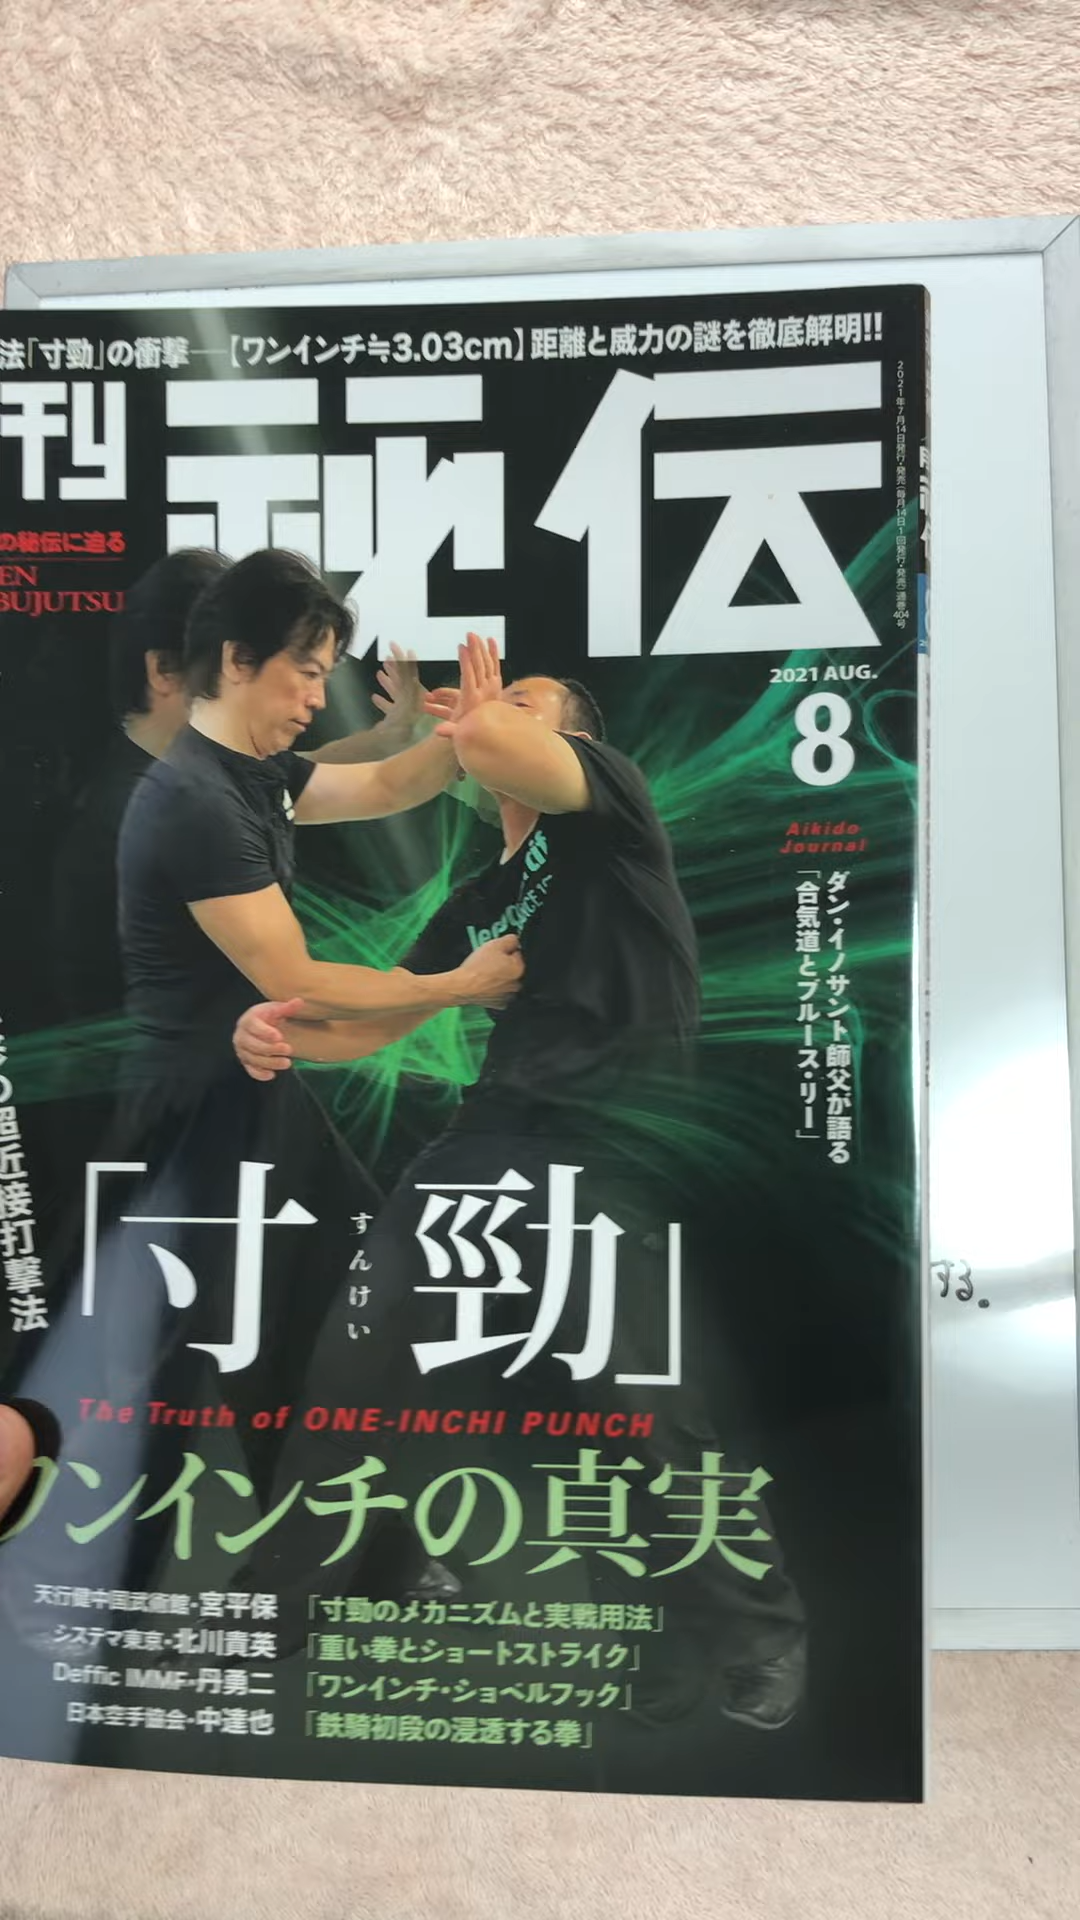 法「寸勁」の衝撃──【ワンインチ≒3.03cm】距離と威力の謎を徹底解明!!
刊 秘伝
の秘伝に迫る
EN
BUJUTSU
2021年7月14日発行・発売(毎月14日1回発行・発売)通巻404号
2021 AUG.
8
Aikido
Journal
ダン・イノサント師父が語る
「合気道とブルース・リー」
の超近接打撃法
「寸勁」
すんけい
The Truth of ONE-INCHI PUNCH
ワンインチの真実
天行健中国武術館・宮平保 「寸勁のメカニズムと実戦用法」
システマ東京・北川貴英 「重い拳とショートストライク」
Deffic IMMF・丹勇二 「ワンインチ・ショベルフック」
日本空手協会・中達也 「鉄騎初段の浸透する拳」
する.